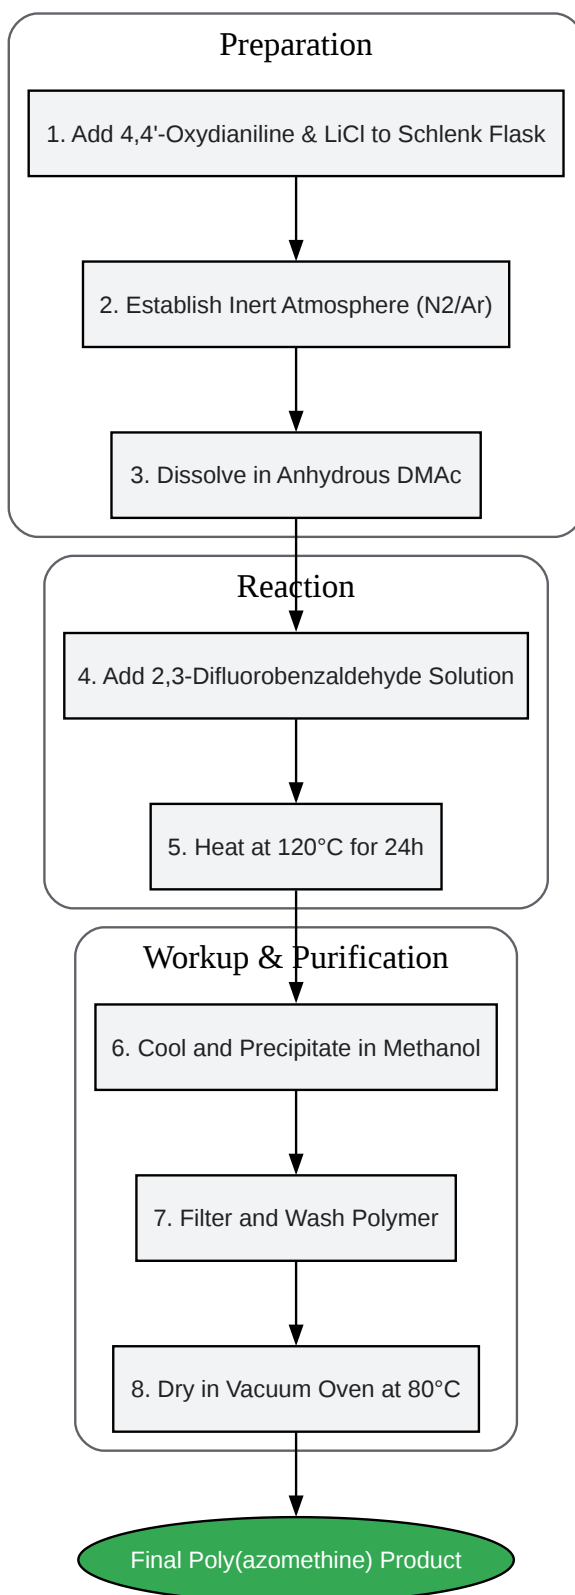 Preparation
1. Add 4,4'-Oxydianiline & LiCl to Schlenk Flask
2. Establish Inert Atmosphere (N2/Ar)
3. Dissolve in Anhydrous DMAc
Reaction
4. Add 2,3-Difluorobenzaldehyde Solution
5. Heat at 120°C for 24h
Workup & Purification
6. Cool and Precipitate in Methanol
7. Filter and Wash Polymer
8. Dry in Vacuum Oven at 80°C
Final Poly(azomethine) Product